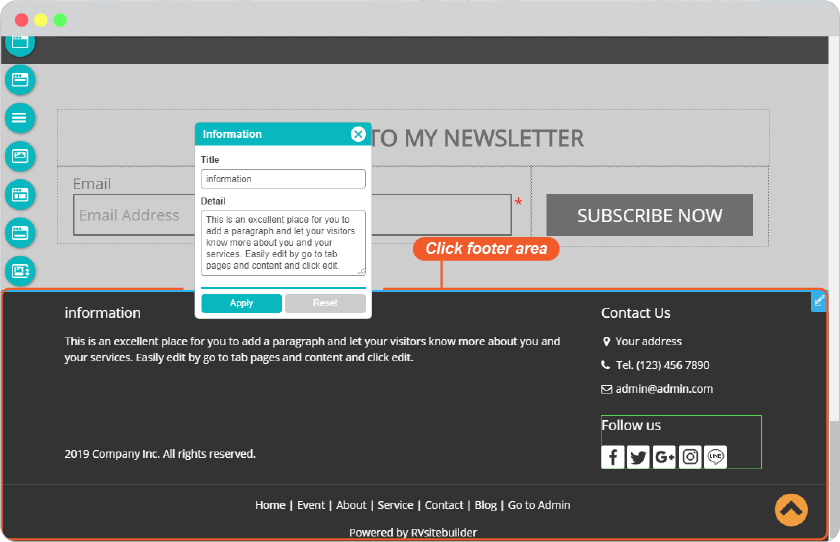 TO MY NEWSLETTER
Information
Title
information
Detail
This is an excellent place for you to
add a paragraph and let your visitors
know more about you and your
services. Easily edit by go to tab
pages and content and click edit.
Apply Reset
Email
Email Address
*
SUBSCRIBE NOW
Click footer area
information
This is an excellent place for you to add a paragraph and let your visitors know more about you and
your services. Easily edit by go to tab pages and content and click edit.
2019 Company Inc. All rights reserved.
Contact Us
Your address
Tel. (123) 456 7890
admin@admin.com
Follow us
LINE
Home | Event | About | Service | Contact | Blog | Go to Admin
Powered by RVsitebuilder